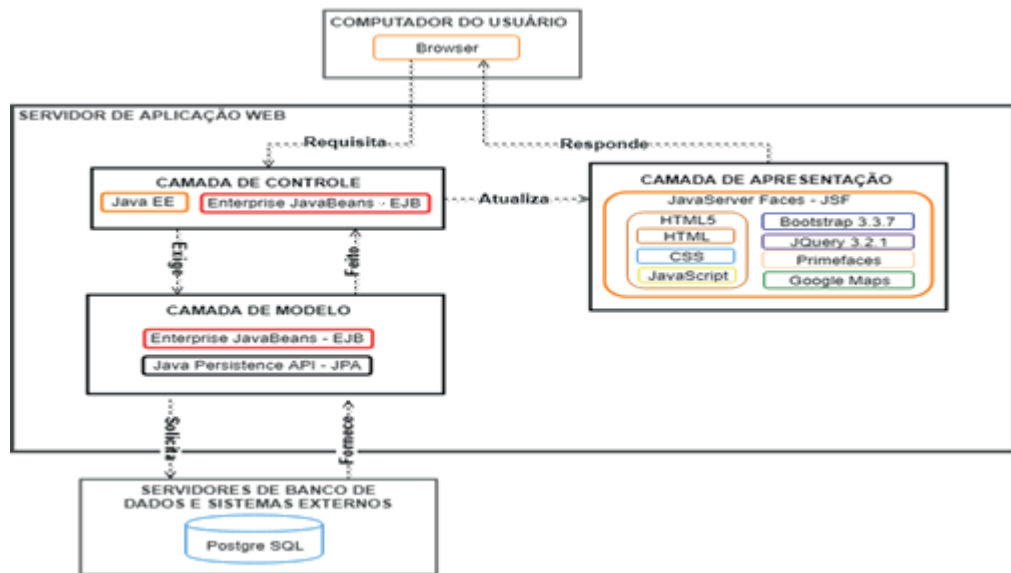 COMPUTADOR DO USUÁRIO
Browser
SERVIDOR DE APLICAÇÃO WEB
Requisita
Responde
CAMADA DE CONTROLE
Java EE
Enterprise JavaBeans - EJB
Atualiza
CAMADA DE APRESENTAÇÃO
JavaServer Faces - JSF
HTML5
HTML
CSS
JavaScript
Bootstrap 3.3.7
JQuery 3.2.1
Primefaces
Google Maps
Exige
Feito
CAMADA DE MODELO
Enterprise JavaBeans - EJB
Java Persistence API - JPA
Solicita
Fornece
SERVIDORES DE BANCO DE
DADOS E SISTEMAS EXTERNOS
Postgre SQL